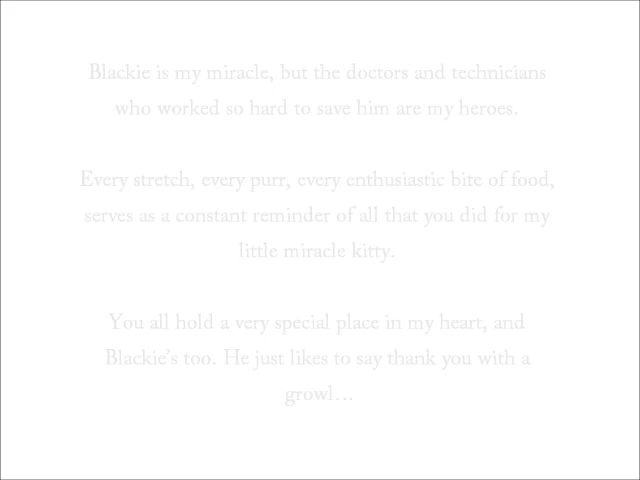 Blackie is my miracle, but the doctors and technicians
who worked so hard to save him are my heroes.
Every stretch, every purr, every enthusiastic bite of food,
serves as a constant reminder of all that you did for my
little miracle kitty.
You all hold a very special place in my heart, and
Blackie’s too. He just likes to say thank you with a
growl…